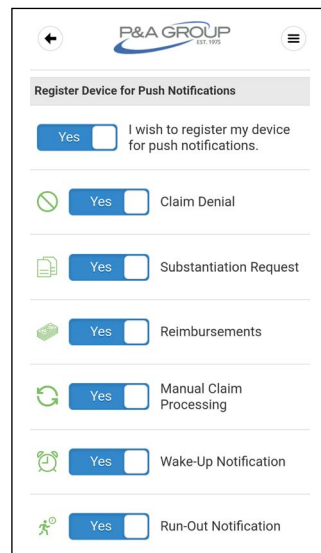 P&A GROUP
EST. 1975
Register Device for Push Notifications
Yes
I wish to register my device
for push notifications.
Yes
Claim Denial
Yes
Substantiation Request
Yes
Reimbursements
Yes
Manual Claim
Processing
Yes
Wake-Up Notification
Yes
Run-Out Notification